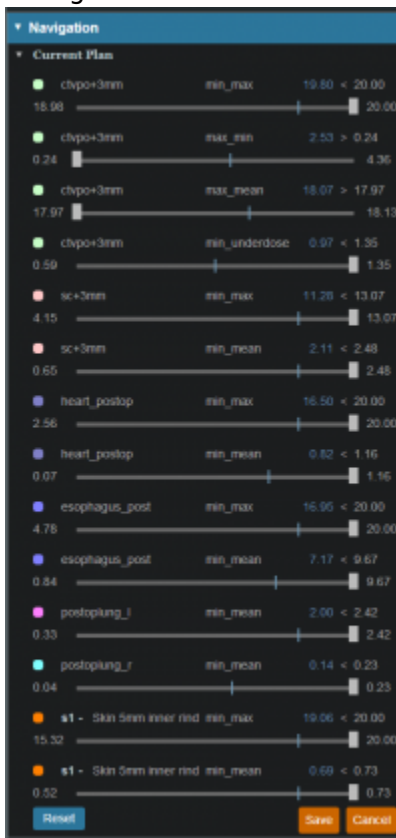 Navigation
Current Plan
ctvpo+3mm min_max 19.80 < 20.00
18.98 20.00
ctvpo+3mm max_min 2.53 > 0.24
0.24 4.36
ctvpo+3mm max_mean 18.07 > 17.97
17.97 18.13
ctvpo+3mm min_underdose 0.97 < 1.35
0.59 1.35
sc+3mm min_max 11.28 < 13.07
4.15 13.07
sc+3mm min_mean 2.11 < 2.48
0.65 2.48
heart_postop min_max 16.50 < 20.00
2.56 20.00
heart_postop min_mean 0.82 < 1.16
0.07 1.16
esophagus_post min_max 16.95 < 20.00
4.78 20.00
esophagus_post min_mean 7.17 < 9.67
0.84 9.67
postoplung_l min_mean 2.00 < 2.42
0.33 2.42
postoplung_r min_mean 0.14 < 0.23
0.04 0.23
s1 - Skin 5mm inner rind min_max 19.06 < 20.00
15.32 20.00
s1 - Skin 5mm inner rind min_mean 0.69 < 0.73
0.52 0.73
Reset Save Cancel